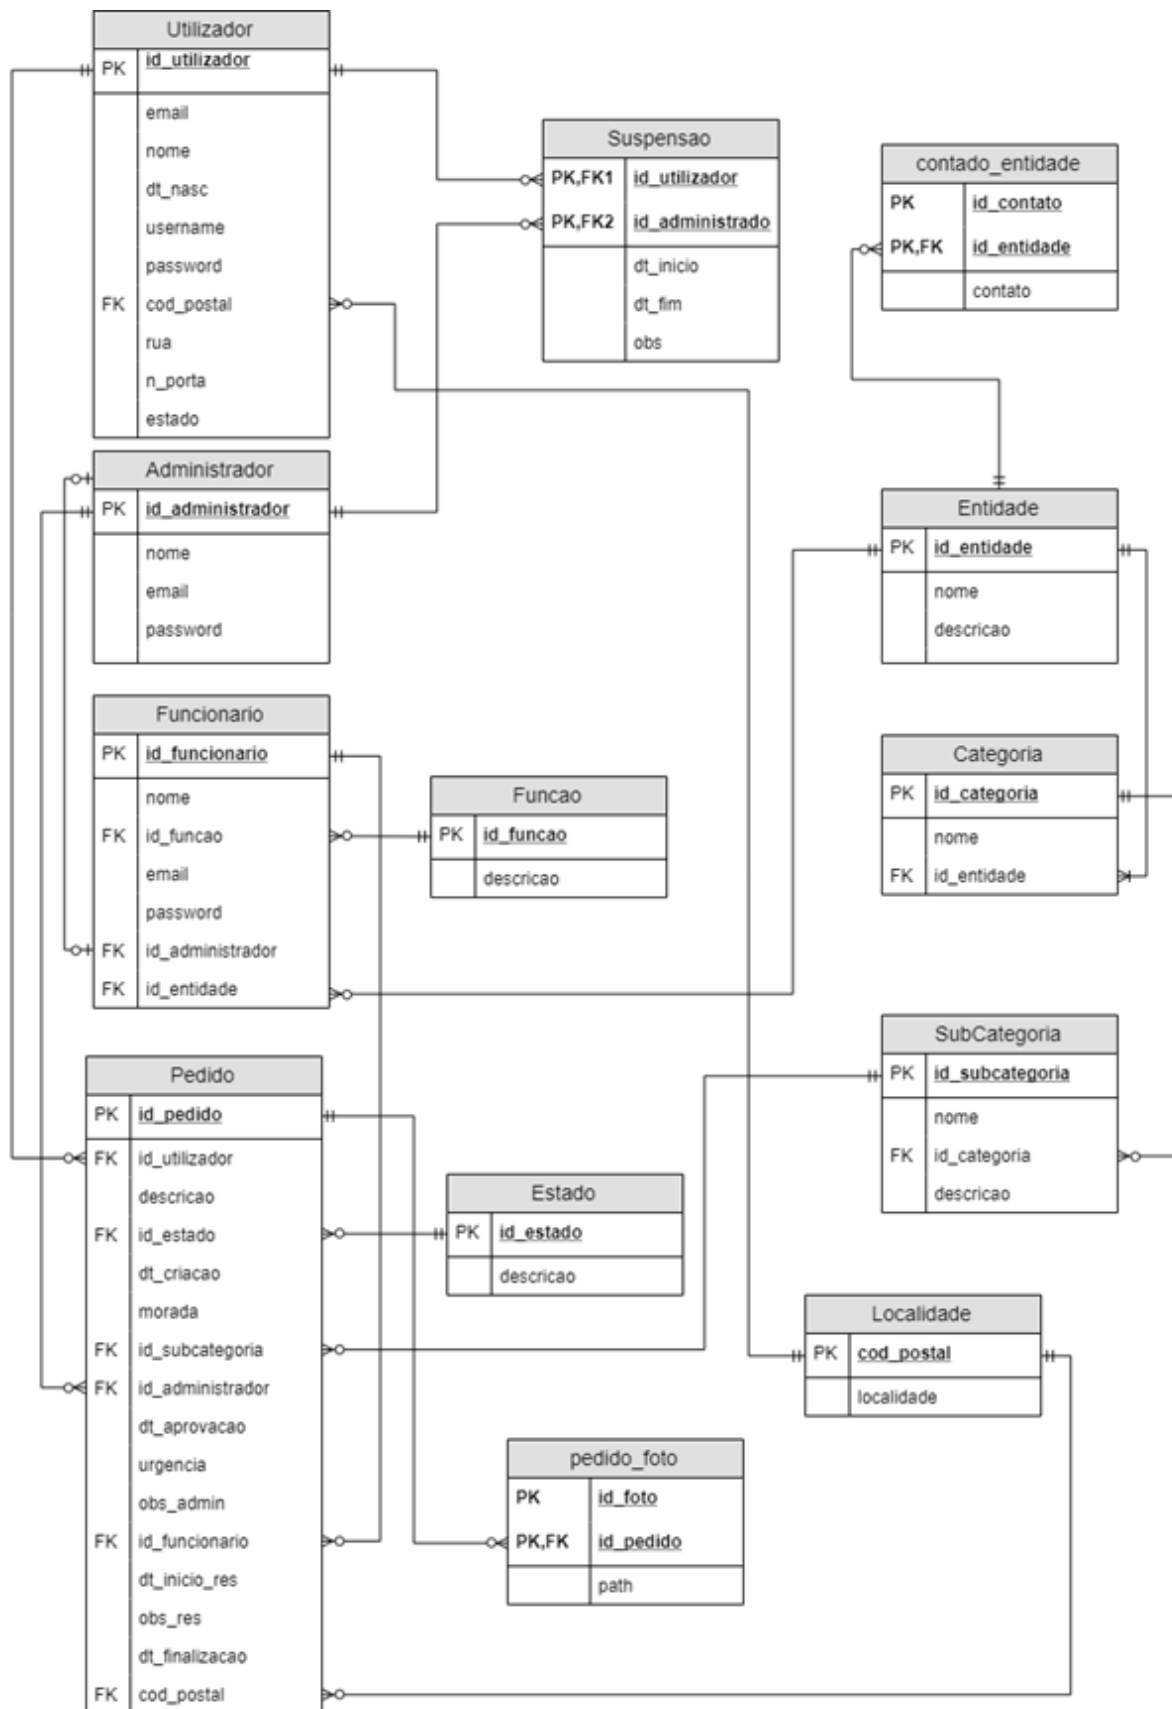 Utilizador
PK id_utilizador
email
nome
dt_nasc
username
password
FK cod_postal
rua
n_porta
estado
Suspensao
PK,FK1 id_utilizador
PK,FK2 id_administrado
dt_inicio
dt_fim
obs
contado_entidade
PK id_contato
PK,FK id_entidade
contato
Administrador
PK id_administrador
nome
email
password
Entidade
PK id_entidade
nome
descricao
Funcionario
PK id_funcionario
nome
FK id_funcao
email
password
FK id_administrador
FK id_entidade
Funcao
PK id_funcao
descricao
Categoria
PK id_categoria
nome
FK id_entidade
SubCategoria
PK id_subcategoria
nome
FK id_categoria
descricao
Pedido
PK id_pedido
FK id_utilizador
descricao
FK id_estado
dt_criacao
morada
FK id_subcategoria
FK id_administrador
dt_aprovacao
urgencia
obs_admin
FK id_funcionario
dt_inicio_res
obs_res
dt_finalizacao
FK cod_postal
Estado
PK id_estado
descricao
Localidade
PK cod_postal
localidade
pedido_foto
PK id_foto
PK,FK id_pedido
path